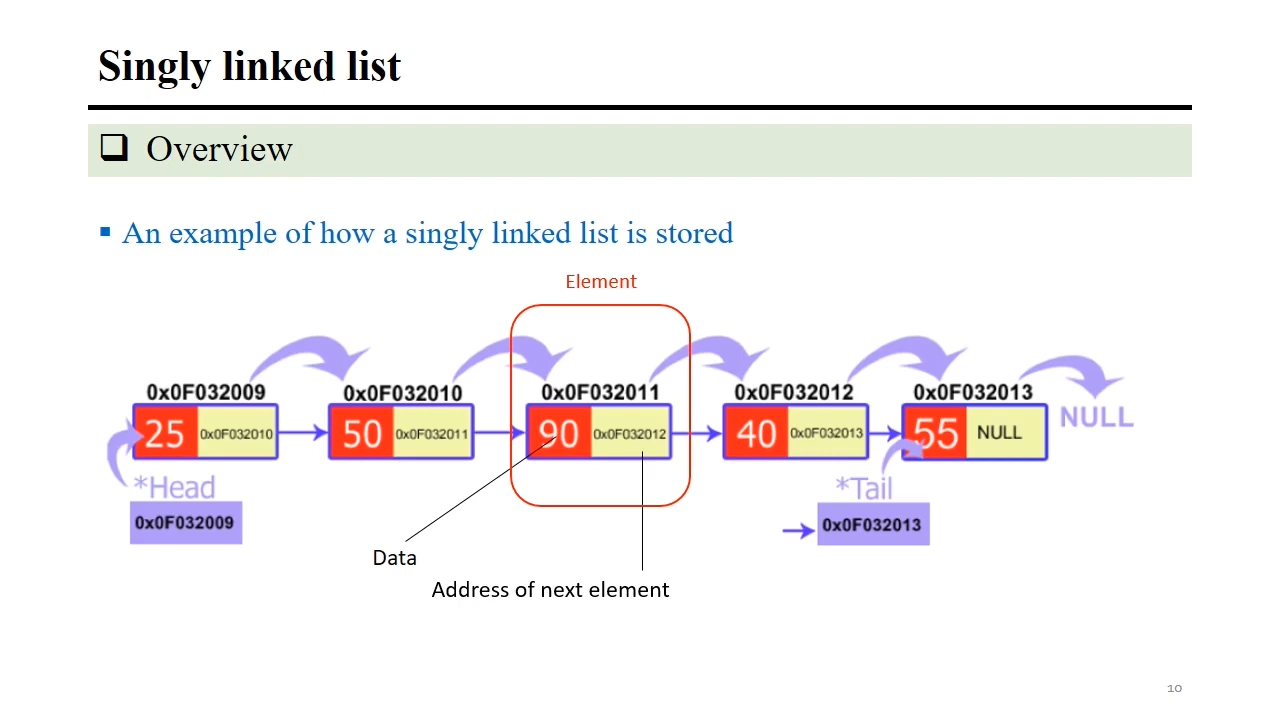 Singly linked list
Overview
An example of how a singly linked list is stored
Element
0x0F032009 0x0F032010 0x0F032011 0x0F032012 0x0F032013
25 0x0F032010 50 0x0F032011 90 0x0F032012 40 0x0F032013 55 NULL NULL
*Head *Tail
0x0F032009 0x0F032013
Data
Address of next element
10